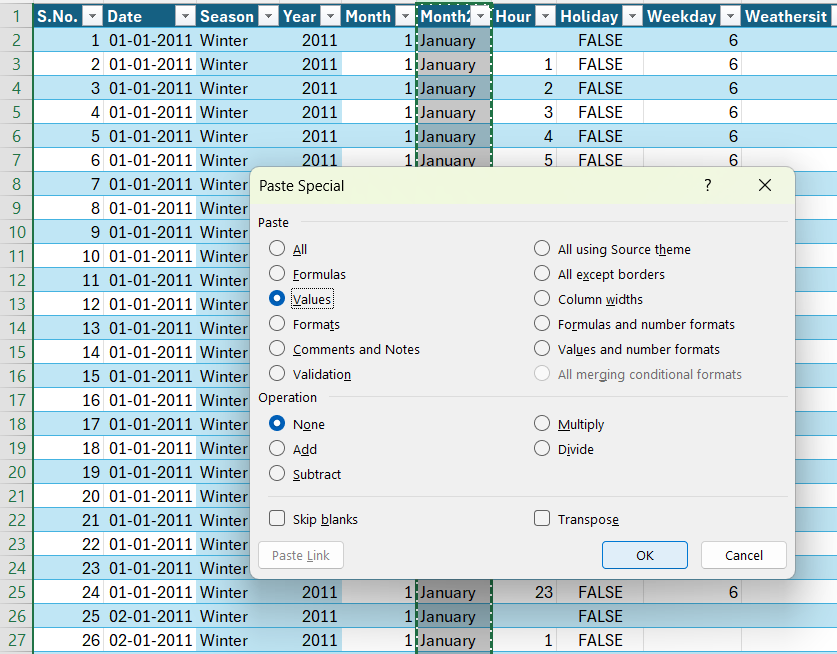 1 S.No. Date Season Year Month Month2 Hour Holiday Weekday Weathersit
2 1 01-01-2011 Winter 2011 1 January FALSE 6
3 2 01-01-2011 Winter 2011 1 January 1 FALSE 6
4 3 01-01-2011 Winter 2011 1 January 2 FALSE 6
5 4 01-01-2011 Winter 2011 1 January 3 FALSE 6
6 5 01-01-2011 Winter 2011 1 January 4 FALSE 6
7 6 01-01-2011 Winter 2011 1 January 5 FALSE 6
8 7 01-01-2011 Winter
9 8 01-01-2011 Winter
10 9 01-01-2011 Winter
11 10 01-01-2011 Winter
12 11 01-01-2011 Winter
13 12 01-01-2011 Winter
14 13 01-01-2011 Winter
15 14 01-01-2011 Winter
16 15 01-01-2011 Winter
17 16 01-01-2011 Winter
18 17 01-01-2011 Winter
19 18 01-01-2011 Winter
20 19 01-01-2011 Winter
21 20 01-01-2011 Winter
22 21 01-01-2011 Winter
23 22 01-01-2011 Winter
24 23 01-01-2011 Winter
25 24 01-01-2011 Winter 2011 1 January 23 FALSE 6
26 25 02-01-2011 Winter 2011 1 January FALSE
27 26 02-01-2011 Winter 2011 1 January 1 FALSE
Paste Special ?
Paste
All All using Source theme
Formulas All except borders
Values Column widths
Formats Formulas and number formats
Comments and Notes Values and number formats
Validation All merging conditional formats
Operation
None Multiply
Add Divide
Subtract
Skip blanks Transpose
Paste Link OK Cancel